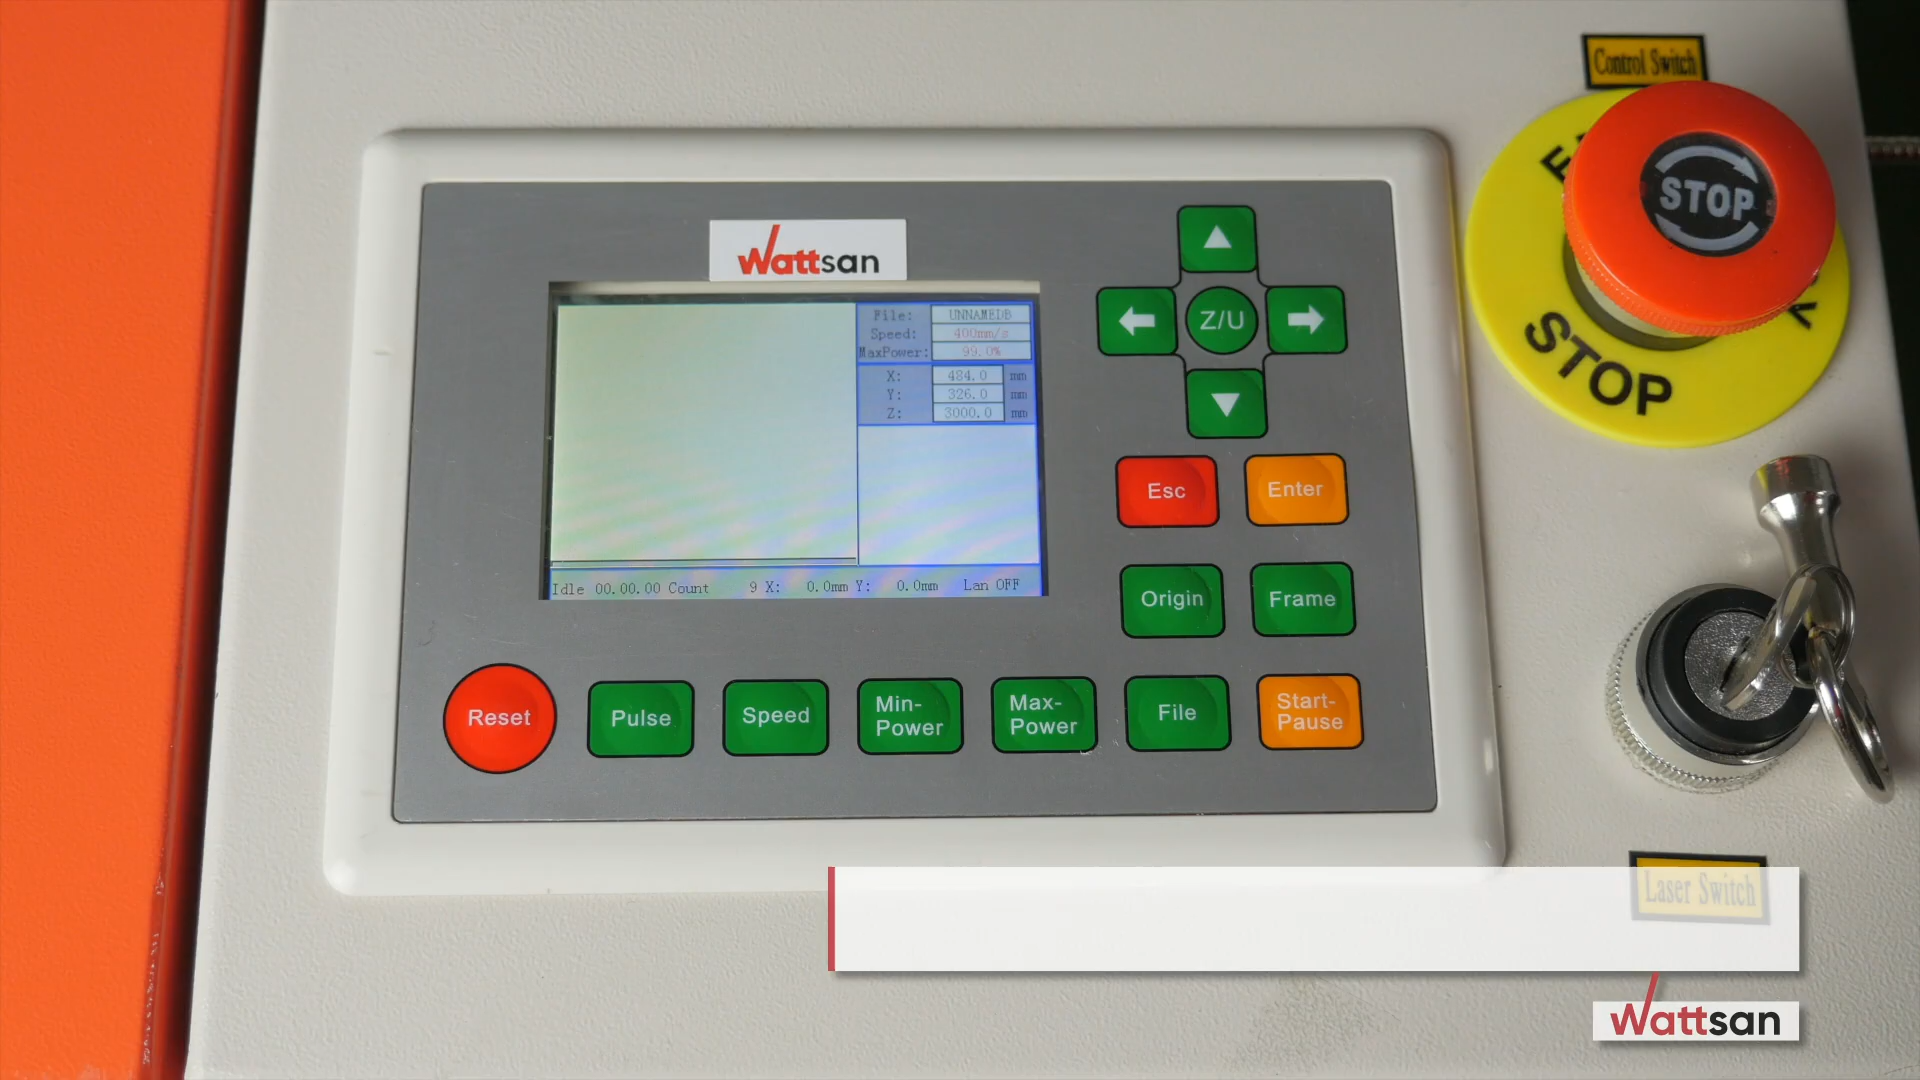 Control Switch
STOP
STOP
Wattsan
File: UNNAMED/B
Speed: 400mm/s
MaxPower: 99.0%
X: 484.0 mm
Y: 326.0 mm
Z: 3000.0 mm
Idle 00.00.00 Count 9 X: 0.0mm Y: 0.0mm Lan OFF
Z/U
Esc
Enter
Origin
Frame
Reset
Pulse
Speed
Min-
Power
Max-
Power
File
Start-
Pause
Laser Switch
Wattsan